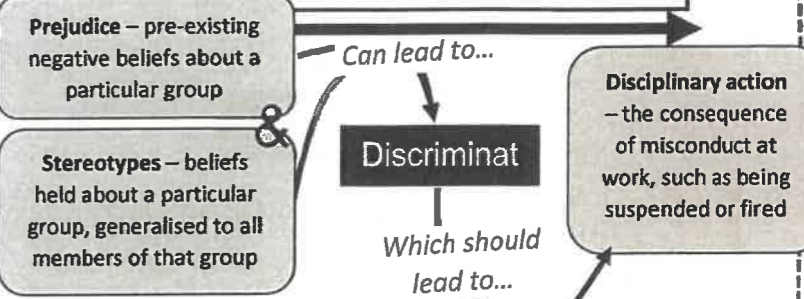 Prejudice – pre-existing
negative beliefs about a
particular group
&
Stereotypes – beliefs
held about a particular
group, generalised to all
members of that group
Can lead to...
Discriminat
Which should
lead to...
Disciplinary action
– the consequence
of misconduct at
work, such as being
suspended or fired